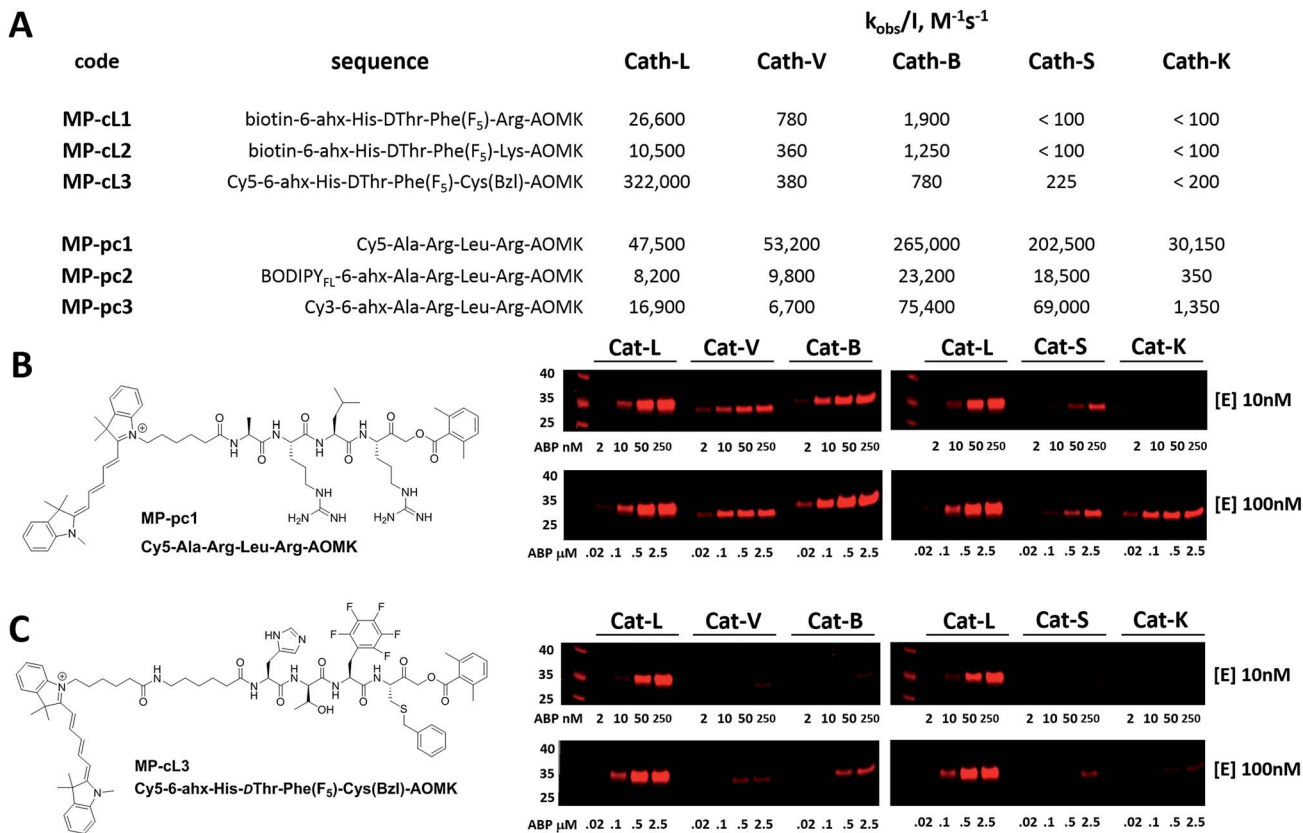 A
k_obs/I, M⁻¹s⁻¹
code sequence Cath-L Cath-V Cath-B Cath-S Cath-K
MP-cL1 biotin-6-ahx-His-DThr-Phe(F₅)-Arg-AOMK 26,600 780 1,900 < 100 < 100
MP-cL2 biotin-6-ahx-His-DThr-Phe(F₅)-Lys-AOMK 10,500 360 1,250 < 100 < 100
MP-cL3 Cy5-6-ahx-His-DThr-Phe(F₅)-Cys(Bzl)-AOMK 322,000 380 780 225 < 200
MP-pc1 Cy5-Ala-Arg-Leu-Arg-AOMK 47,500 53,200 265,000 202,500 30,150
MP-pc2 BODIPY_FL-6-ahx-Ala-Arg-Leu-Arg-AOMK 8,200 9,800 23,200 18,500 350
MP-pc3 Cy3-6-ahx-Ala-Arg-Leu-Arg-AOMK 16,900 6,700 75,400 69,000 1,350
B
N⁺ O N H O H N O N H O H N O O O
NH NH
H₂N NH H₂N NH
N
MP-pc1
Cy5-Ala-Arg-Leu-Arg-AOMK
Cat-L Cat-V Cat-B Cat-L Cat-S Cat-K
40
35
25
[E] 10nM
ABP nM 2 10 50 250 2 10 50 250 2 10 50 250 2 10 50 250 2 10 50 250 2 10 50 250
40
35
25
[E] 100nM
ABP μM .02 .1 .5 2.5 .02 .1 .5 2.5 .02 .1 .5 2.5 .02 .1 .5 2.5 .02 .1 .5 2.5 .02 .1 .5 2.5
C
F F F F F
HN N
N⁺ O H N O N H O H N O N H O H N O O O
OH S
N
MP-cL3
Cy5-6-ahx-His-DThr-Phe(F₅)-Cys(Bzl)-AOMK
Cat-L Cat-V Cat-B Cat-L Cat-S Cat-K
40
35
25
[E] 10nM
ABP nM 2 10 50 250 2 10 50 250 2 10 50 250 2 10 50 250 2 10 50 250 2 10 50 250
40
35
25
[E] 100nM
ABP μM .02 .1 .5 2.5 .02 .1 .5 2.5 .02 .1 .5 2.5 .02 .1 .5 2.5 .02 .1 .5 2.5 .02 .1 .5 2.5